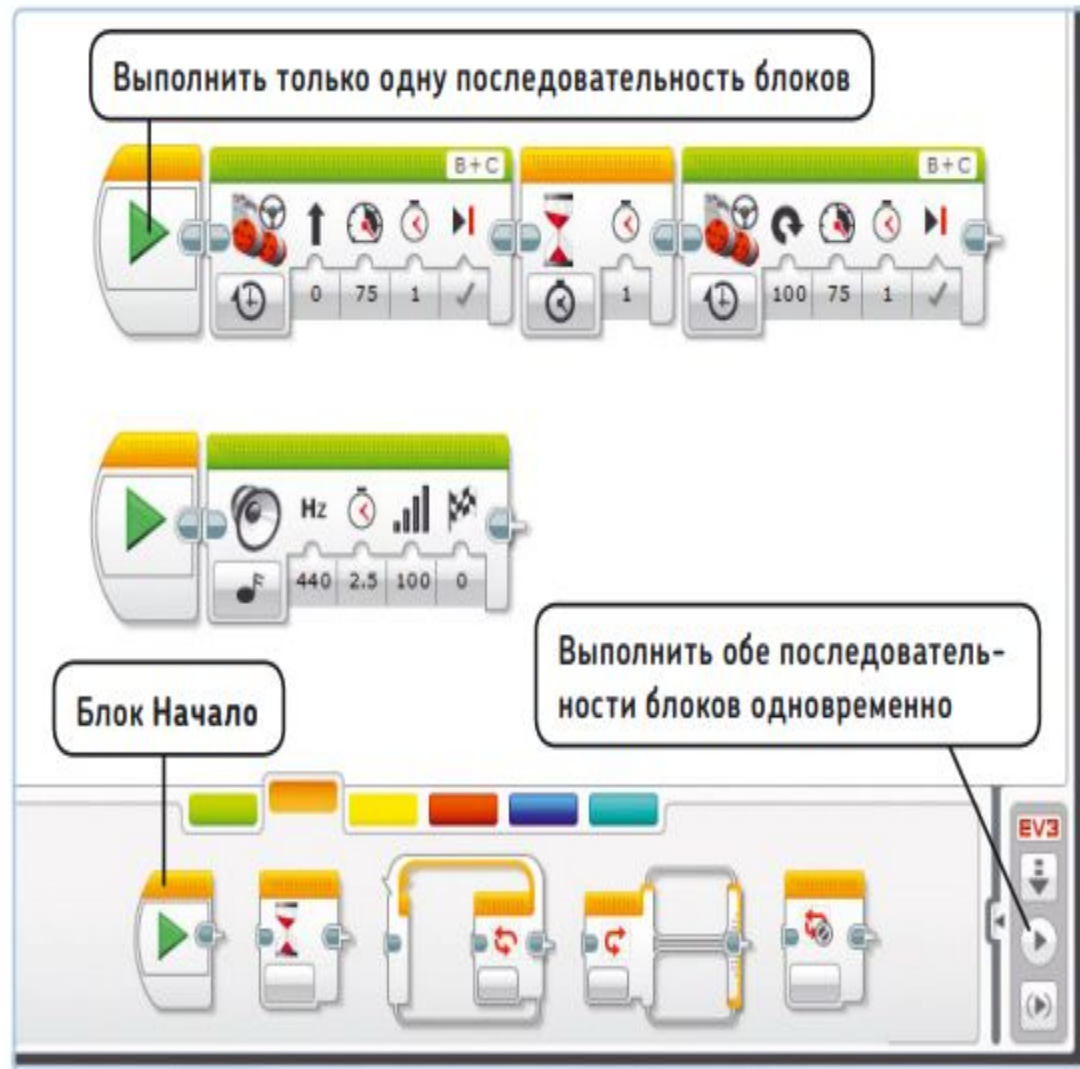 Выполнить только одну последовательность блоков
B+C
B+C
0 75 1
1
100 75 1
Hz
440 2.5 100 0
Выполнить обе последователь-
ности блоков одновременно
Блок Начало
EV3